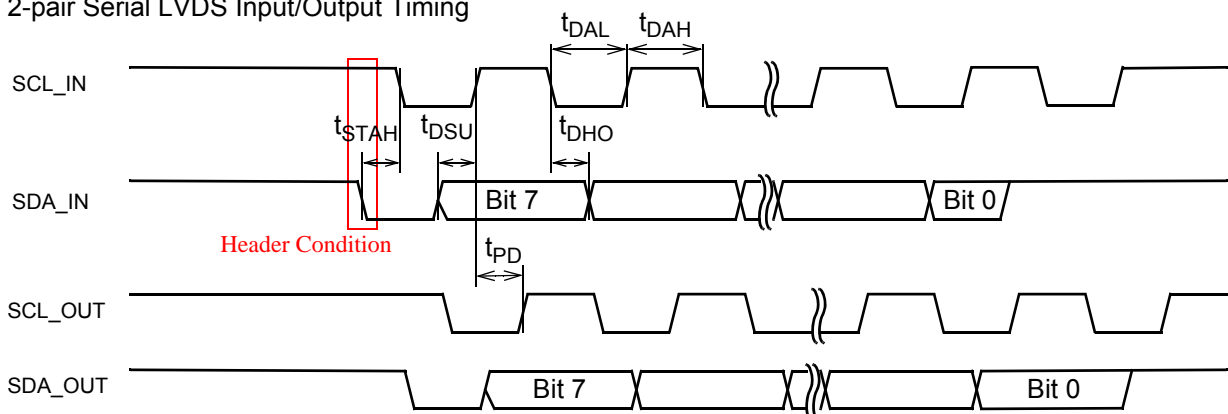 2-pair Serial LVDS Input/Output Timing
tDAL tDAH
SCL_IN
tSTAH tDSU tDHO
SDA_IN Bit 7 Bit 0
Header Condition
tPD
SCL_OUT
SDA_OUT Bit 7 Bit 0